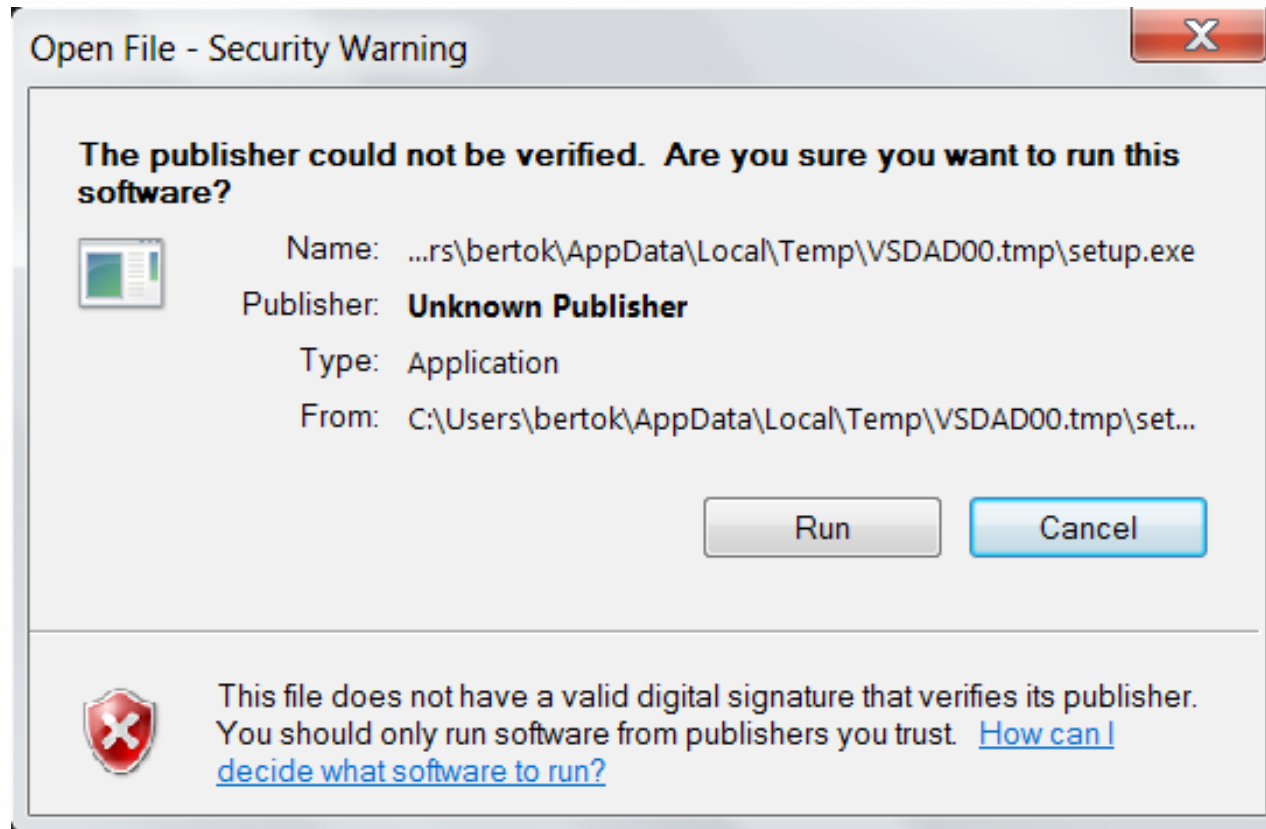 Open File - Security Warning
The publisher could not be verified. Are you sure you want to run this
software?
Name: ...rs\bertok\AppData\Local\Temp\VSDAD00.tmp\setup.exe
Publisher: Unknown Publisher
Type: Application
From: C:\Users\bertok\AppData\Local\Temp\VSDAD00.tmp\set...
Run Cancel
This file does not have a valid digital signature that verifies its publisher.
You should only run software from publishers you trust. How can I
decide what software to run?